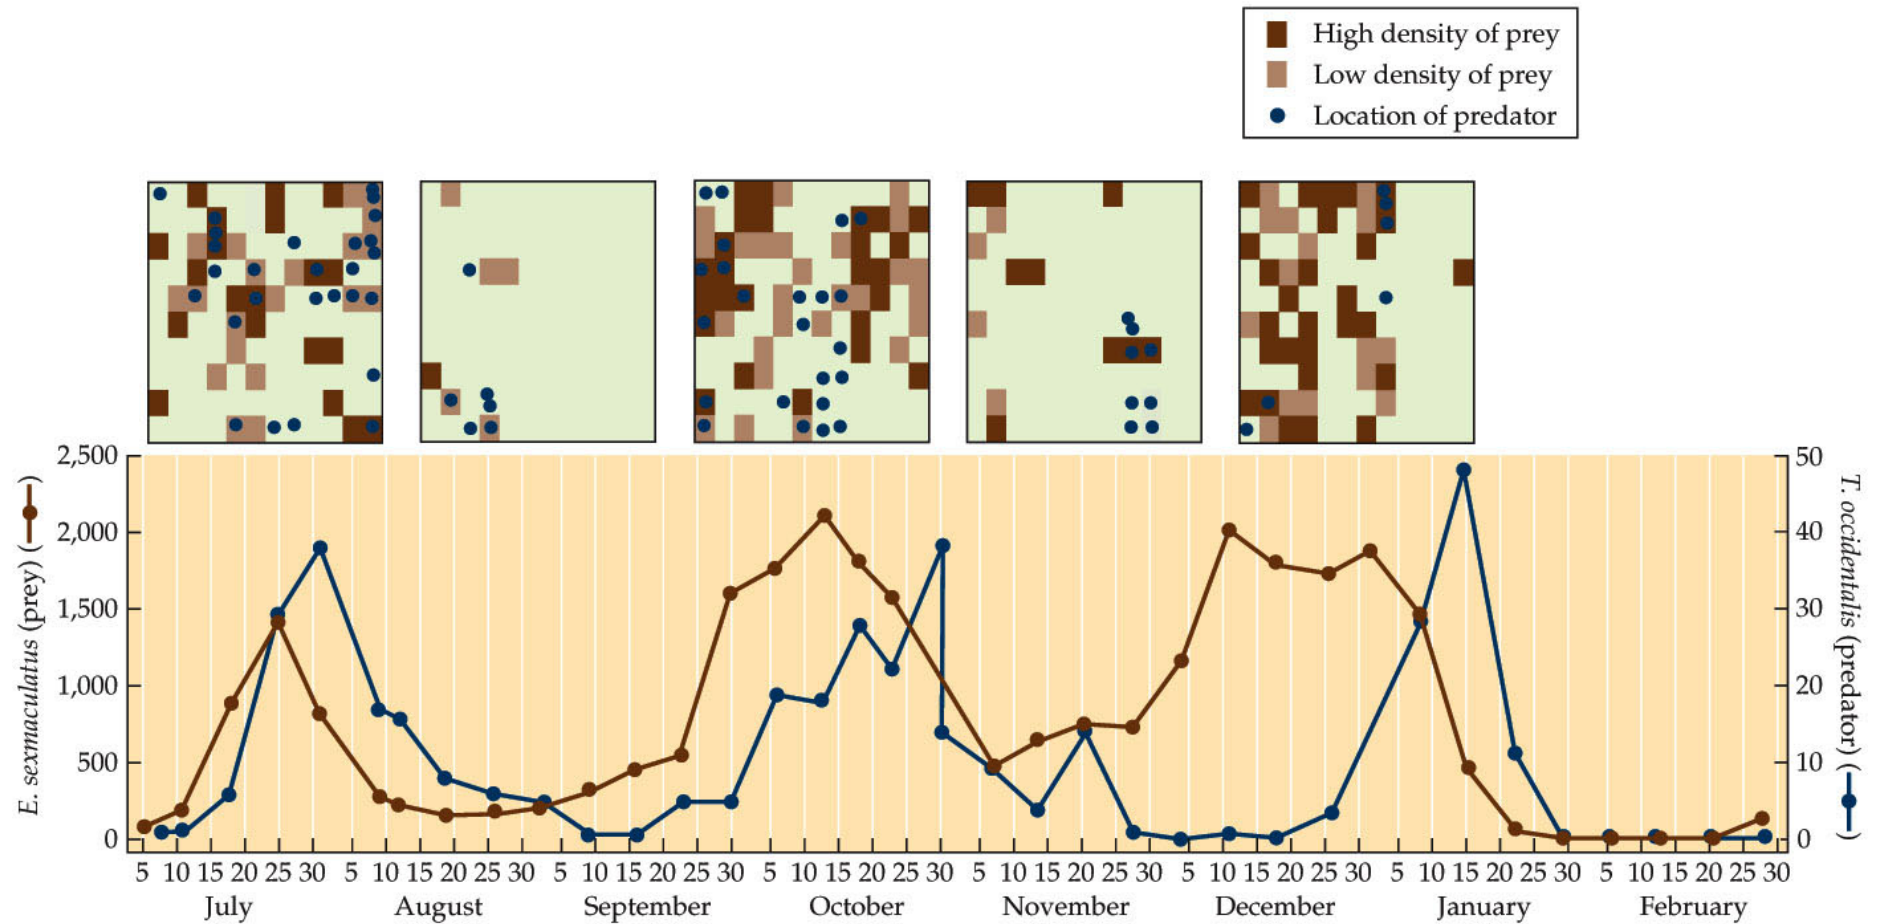 High density of prey
Low density of prey
Location of predator
2,500
2,000
1,500
1,000
500
0
E. sexmaculatus (prey) ( )
50
40
30
20
10
0
T. occidentalis (predator) ( )
5 10 15 20 25 30 5 10 15 20 25 30 5 10 15 20 25 30 5 10 15 20 25 30 5 10 15 20 25 30 5 10 15 20 25 30 5 10 15 20 25 30 5 10 15 20 25 30
July August September October November December January February